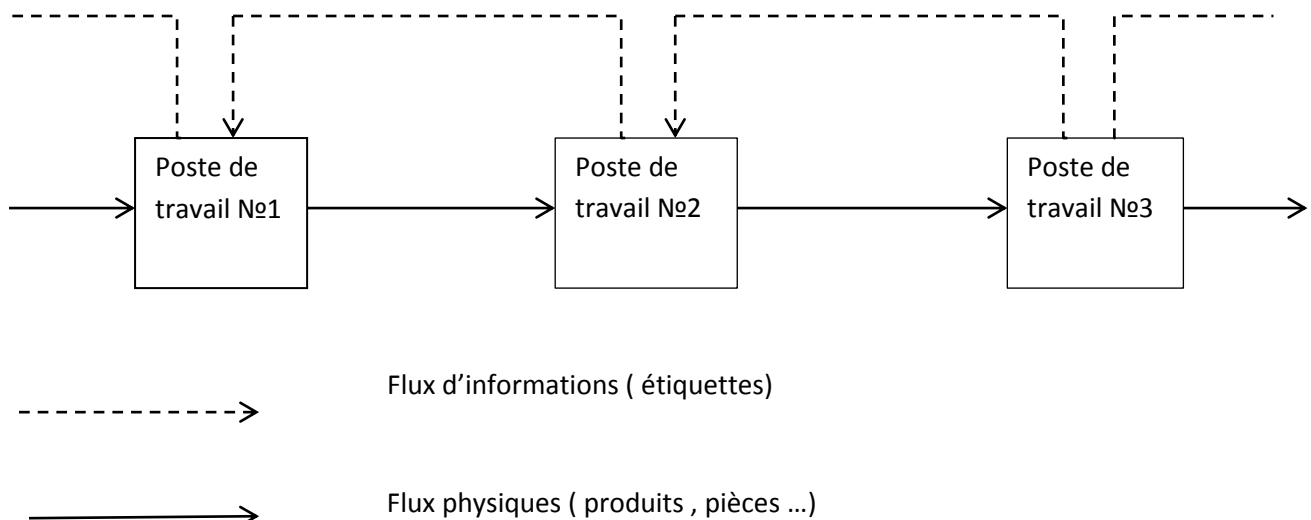 Poste de
travail №1
Poste de
travail №2
Poste de
travail №3
Flux d’informations ( étiquettes)
Flux physiques ( produits , pièces ...)